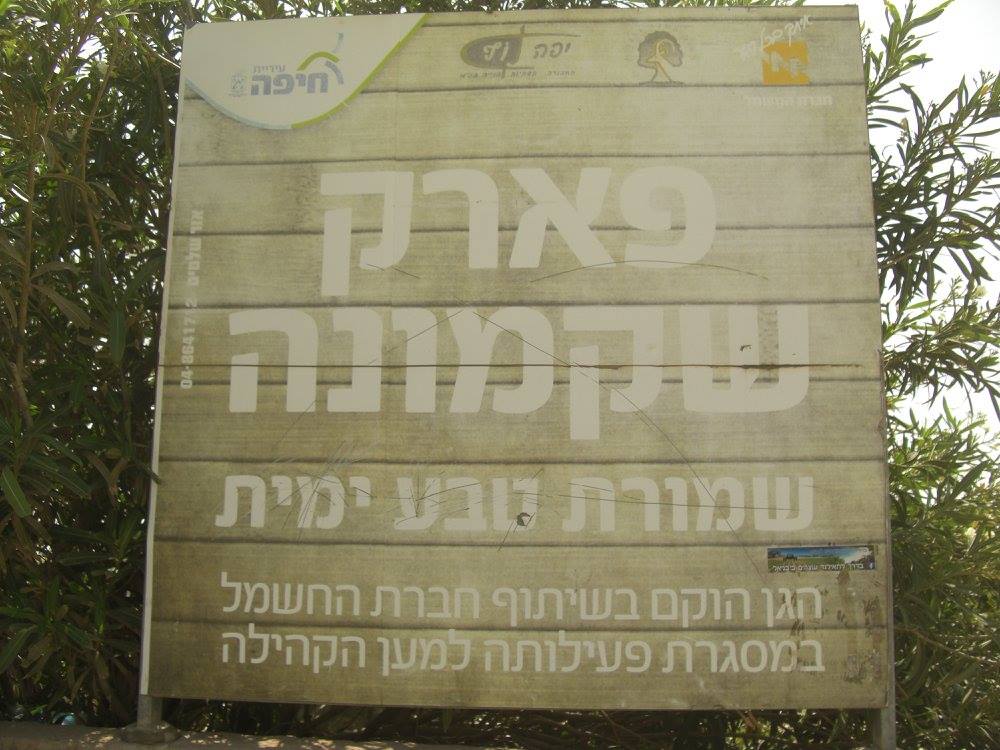 עיריית
חיפה
יפה נוף
חברת החשמל
פארק
שקמונה
שמורת טבע ימית
הגן הוקם בשיתוף חברת החשמל
במסגרת פעילותה למען הקהילה